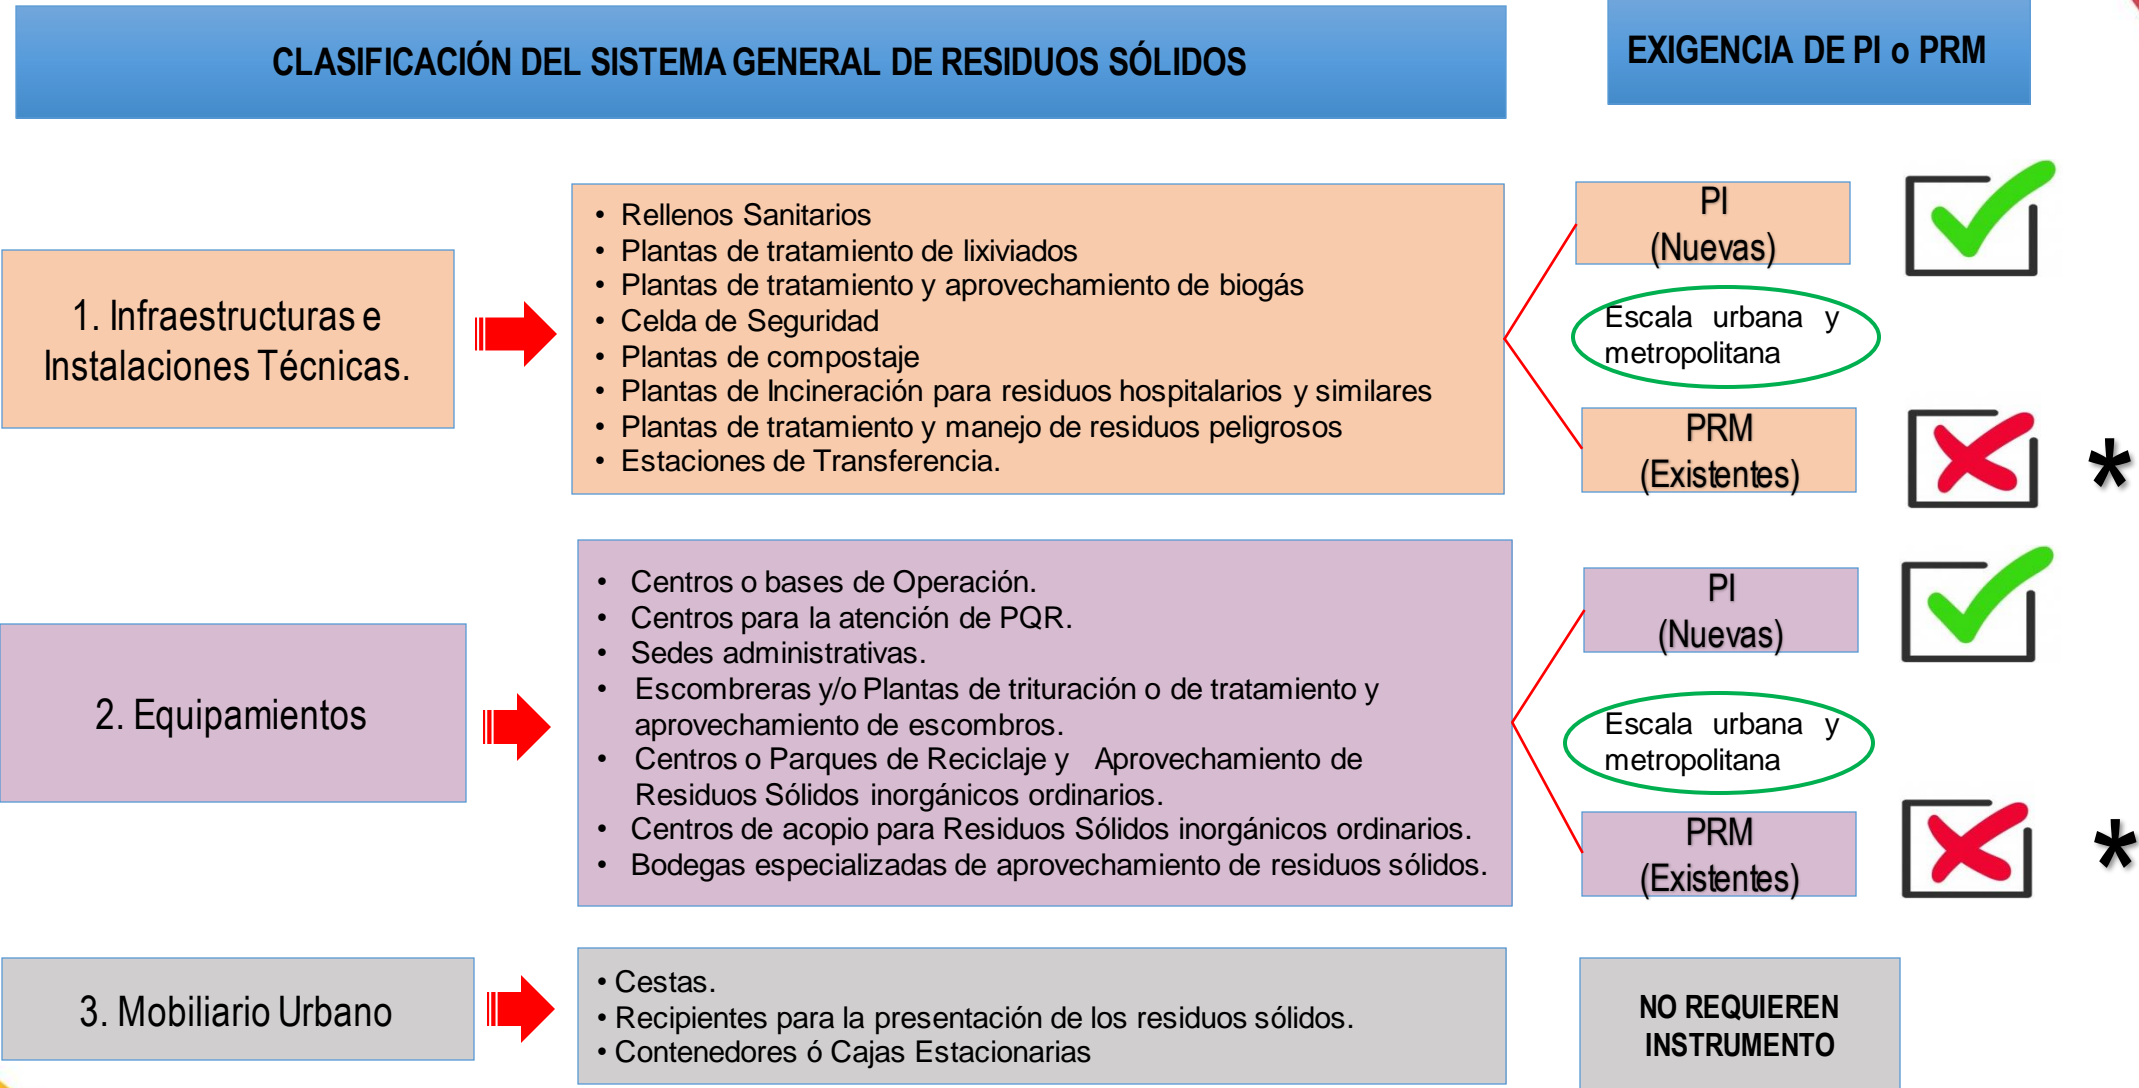 CLASIFICACIÓN DEL SISTEMA GENERAL DE RESIDUOS SÓLIDOS
EXIGENCIA DE PI o PRM
1. Infraestructuras e
Instalaciones Técnicas.
• Rellenos Sanitarios
• Plantas de tratamiento de lixiviados
• Plantas de tratamiento y aprovechamiento de biogás
• Celda de Seguridad
• Plantas de compostaje
• Plantas de Incineración para residuos hospitalarios y similares
• Plantas de tratamiento y manejo de residuos peligrosos
• Estaciones de Transferencia.
PI
(Nuevas)
Escala urbana y
metropolitana
PRM
(Existentes)
*
2. Equipamientos
• Centros o bases de Operación.
• Centros para la atención de PQR.
• Sedes administrativas.
• Escombreras y/o Plantas de trituración o de tratamiento y
aprovechamiento de escombros.
• Centros o Parques de Reciclaje y Aprovechamiento de
Residuos Sólidos inorgánicos ordinarios.
• Centros de acopio para Residuos Sólidos inorgánicos ordinarios.
• Bodegas especializadas de aprovechamiento de residuos sólidos.
PI
(Nuevas)
Escala urbana y
metropolitana
PRM
(Existentes)
*
3. Mobiliario Urbano
• Cestas.
• Recipientes para la presentación de los residuos sólidos.
• Contenedores ó Cajas Estacionarias
NO REQUIEREN
INSTRUMENTO